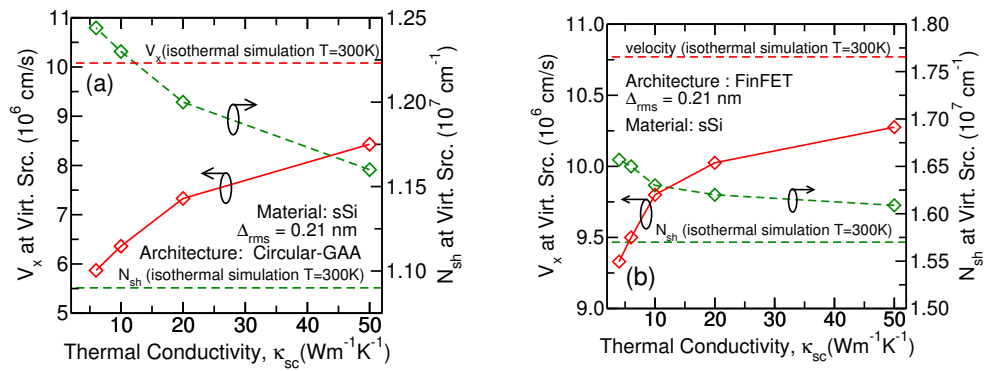 11
10
9
8
7
6
5
V_x at Virt. Src. (10^6 cm/s)
1.25
1.20
1.15
1.10
N_sh at Virt. Src. (10^7 cm^-1)
V_x(isothermal simulation T=300K)
(a)
Material: sSi
Δ_rms = 0.21 nm
Architecture: Circular-GAA
N_sh (isothermal simulation T=300K)
0 10 20 30 40 50
Thermal Conductivity, κ_sc(Wm^-1K^-1)
11.0
10.5
10.0
9.5
9.0
V_x at Virt. Src. (10^6 cm/s)
1.80
1.75
1.70
1.65
1.60
1.55
1.50
N_sh at Virt. Src. (10^7 cm^-1)
velocity (isothermal simulation T=300K)
Architecture : FinFET
Δ_rms = 0.21 nm
Material: sSi
N_sh (isothermal simulation T=300K)
(b)
0 10 20 30 40 50
Thermal Conductivity, κ_sc(Wm^-1K^-1)